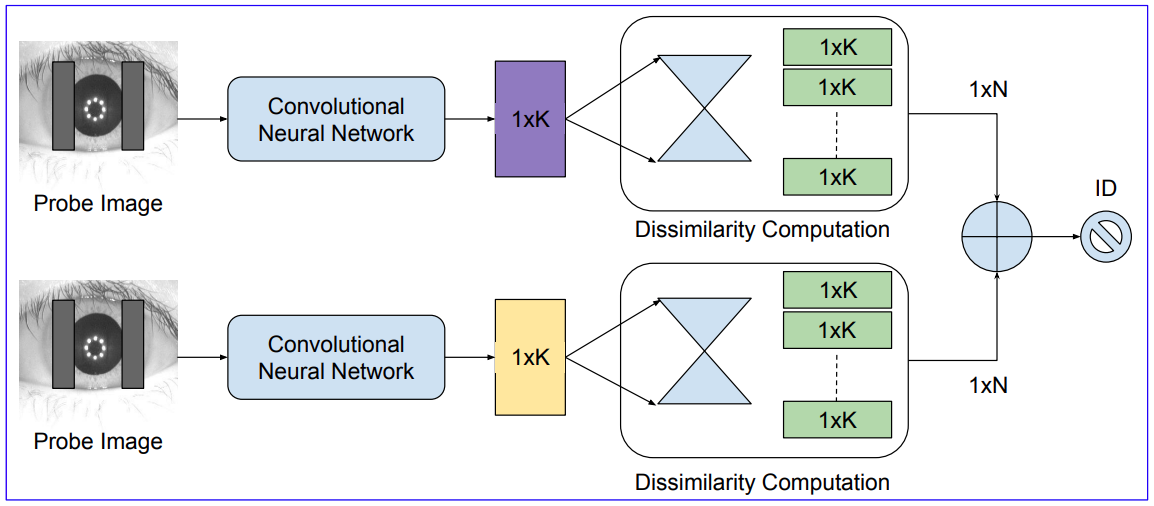 Probe Image
Convolutional
Neural Network
1xK
1xK
1xK
1xK
Dissimilarity Computation
1xN
ID
Probe Image
Convolutional
Neural Network
1xK
1xK
1xK
1xK
Dissimilarity Computation
1xN